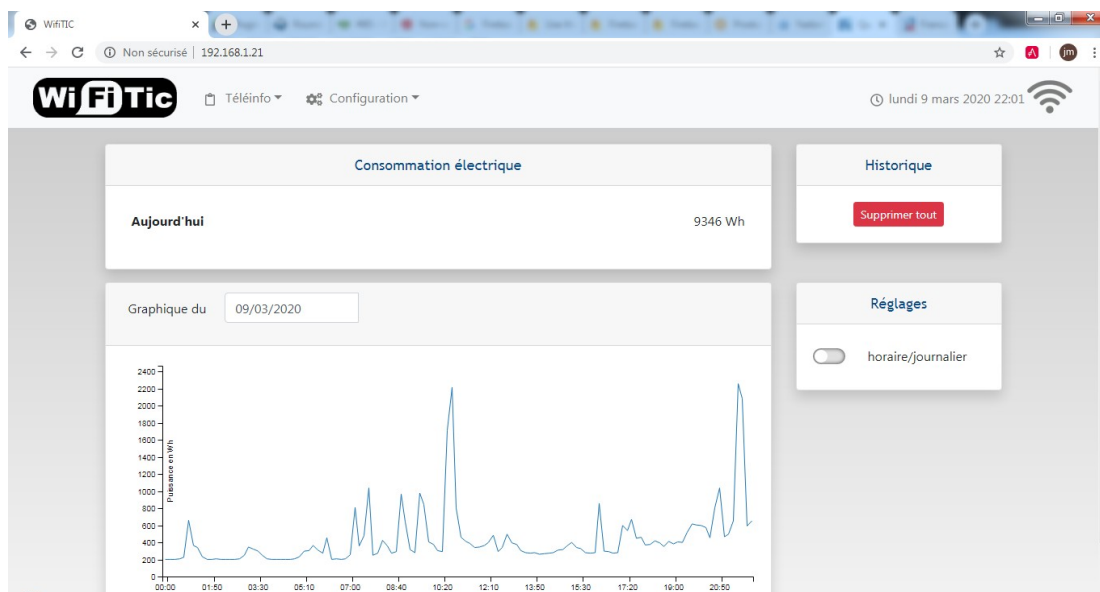 WifiTIC
Non sécurisé | 192.168.1.21
jm
WiFiTic
Téléinfo
Configuration
lundi 9 mars 2020 22:01
Consommation électrique
Aujourd'hui 9346 Wh
Historique
Supprimer tout
Graphique du 09/03/2020
Réglages
horaire/journalier
Puissance en Wh
2400
2200
2000
1800
1600
1400
1200
1000
800
600
400
200
0
00:00 01:50 03:30 05:10 07:00 08:40 10:20 12:10 13:50 15:30 17:20 19:00 20:50